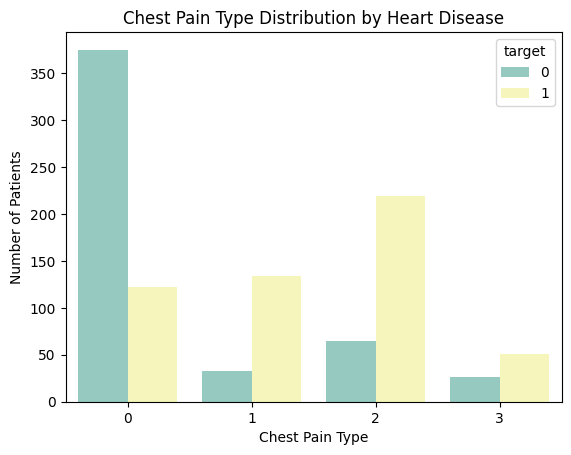 Chest Pain Type Distribution by Heart Disease
target
0
1
Number of Patients
350
300
250
200
150
100
50
0
0 1 2 3
Chest Pain Type